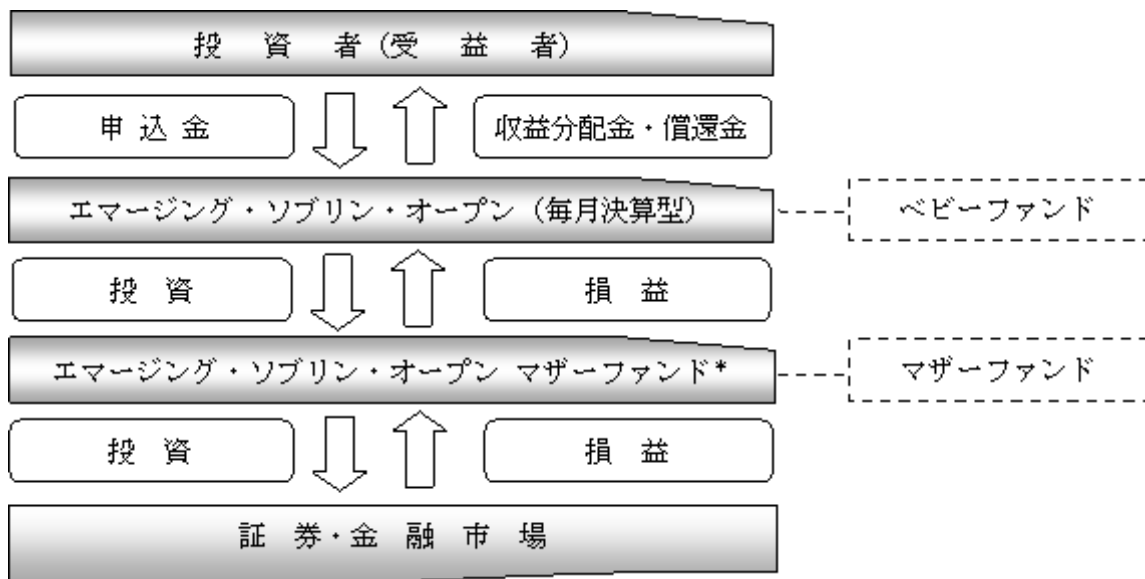 投資者(受益者)
申込金
収益分配金・償還金
エマージング・ソブリン・オープン(毎月決算型)
ベビーファンド
投資
損益
エマージング・ソブリン・オープン マザーファンド*
マザーファンド
投資
損益
証券・金融市場